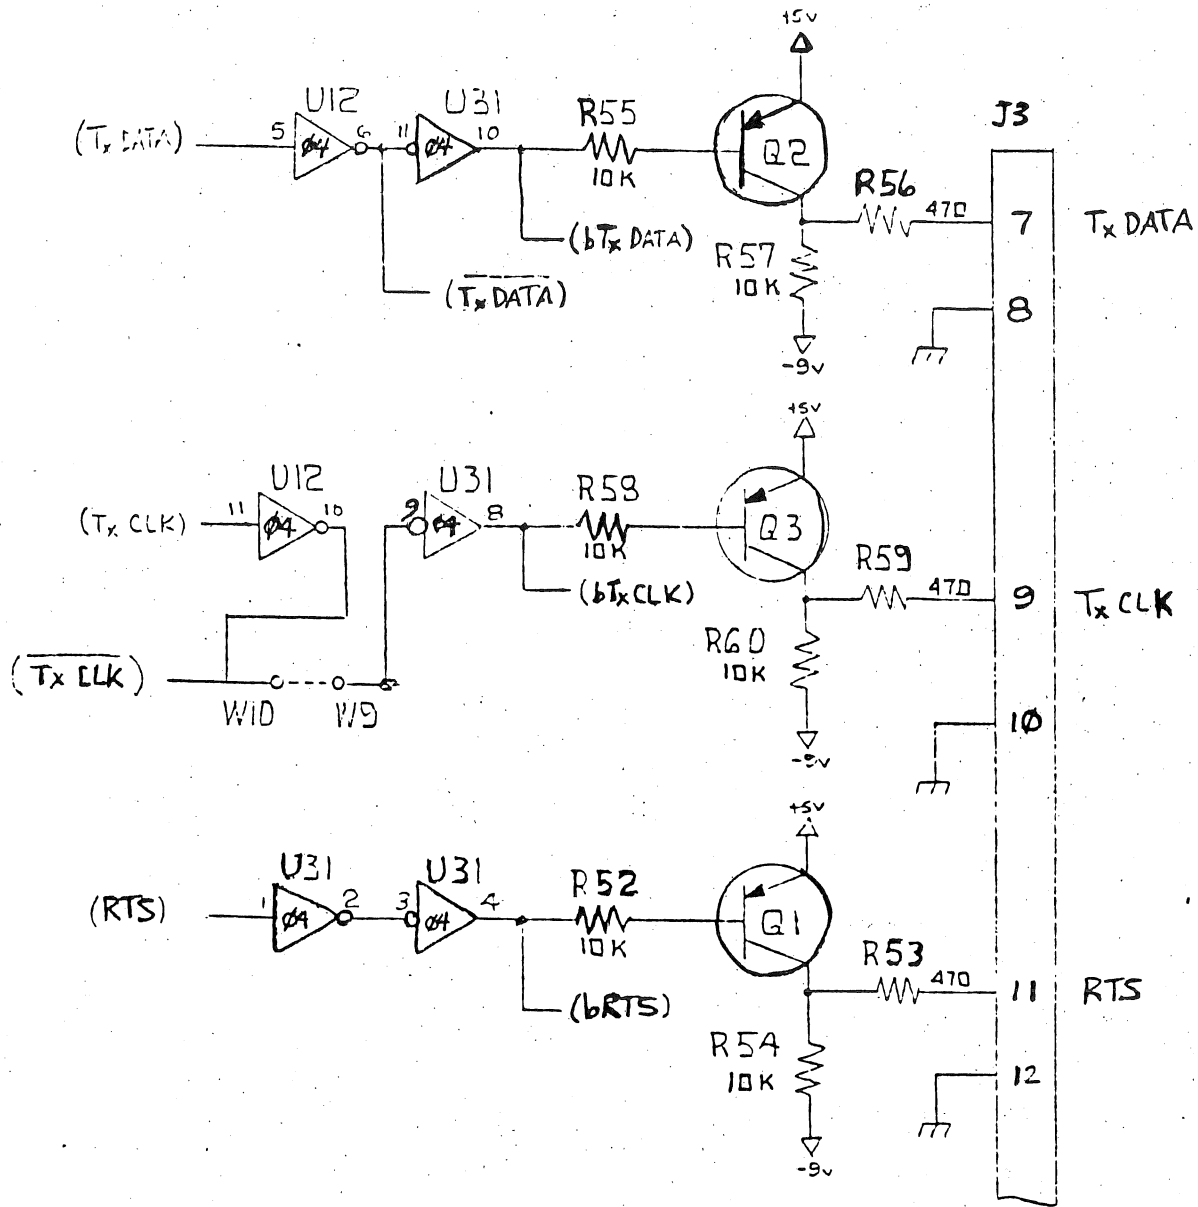 +5v
U12
U31
R55
J3
(Tx DATA)
5
Ø4
6
11
Ø4
10
10K
Q2
R56
470
7
Tx DATA
(bTx DATA)
R57
10K
(Tx DATA)
8
-9v
+5v
U12
U31
R58
(Tx CLK)
11
Ø4
10
9
Ø4
8
10K
Q3
R59
470
9
Tx CLK
(bTx CLK)
R60
10K
(Tx CLK)
W10
W9
10
-9v
+5v
U31
U31
R52
(RTS)
1
Ø4
2
3
Ø4
4
10K
Q1
R53
470
11
RTS
(bRTS)
R54
10K
12
-9v